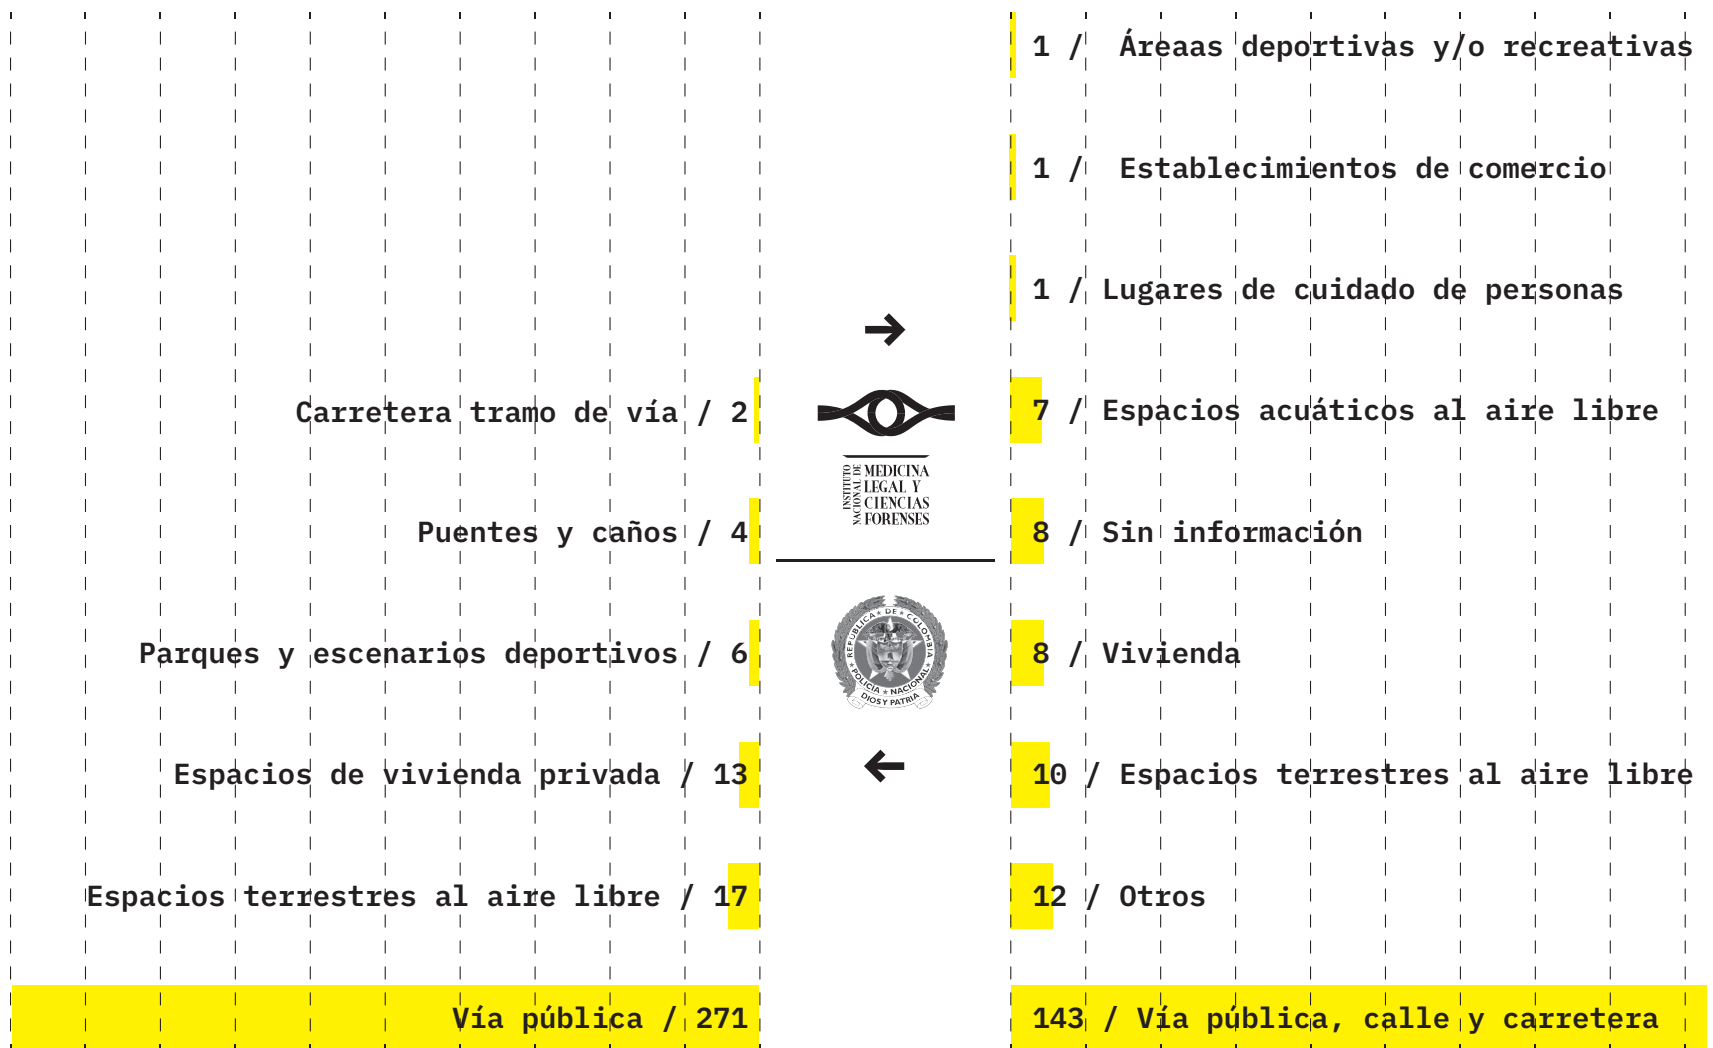 1 / Áreaas deportivas y/o recreativas
1 / Establecimientos de comercio
1 / Lugares de cuidado de personas
Carretera tramo de vía / 2
7 / Espacios acuáticos al aire libre
INSTITUTO
NACIONAL DE
MEDICINA
LEGAL Y
CIENCIAS
FORENSES
Puentes y caños / 4
8 / Sin información
REPÚBLICA DE COLOMBIA
POLICIA NACIONAL
DIOS Y PATRIA
Parques y escenarios deportivos / 6
8 / Vivienda
Espacios de vivienda privada / 13
10 / Espacios terrestres al aire libre
Espacios terrestres al aire libre / 17
12 / Otros
Vía pública / 271
143 / Vía pública, calle y carretera